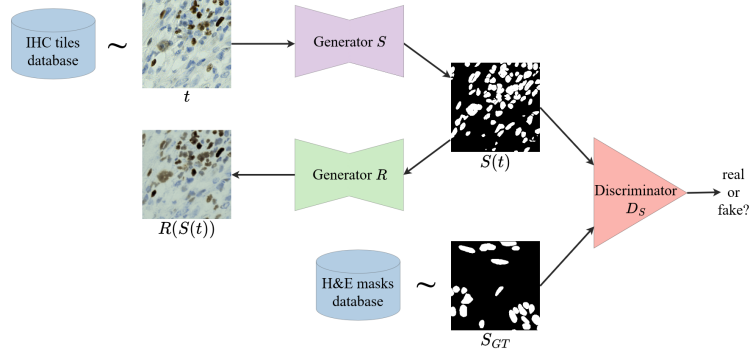 IHC tiles
database
~
t
Generator S
S(t)
Generator R
R(S(t))
Discriminator
D_S
real
or
fake?
H&E masks
database
~
S_GT